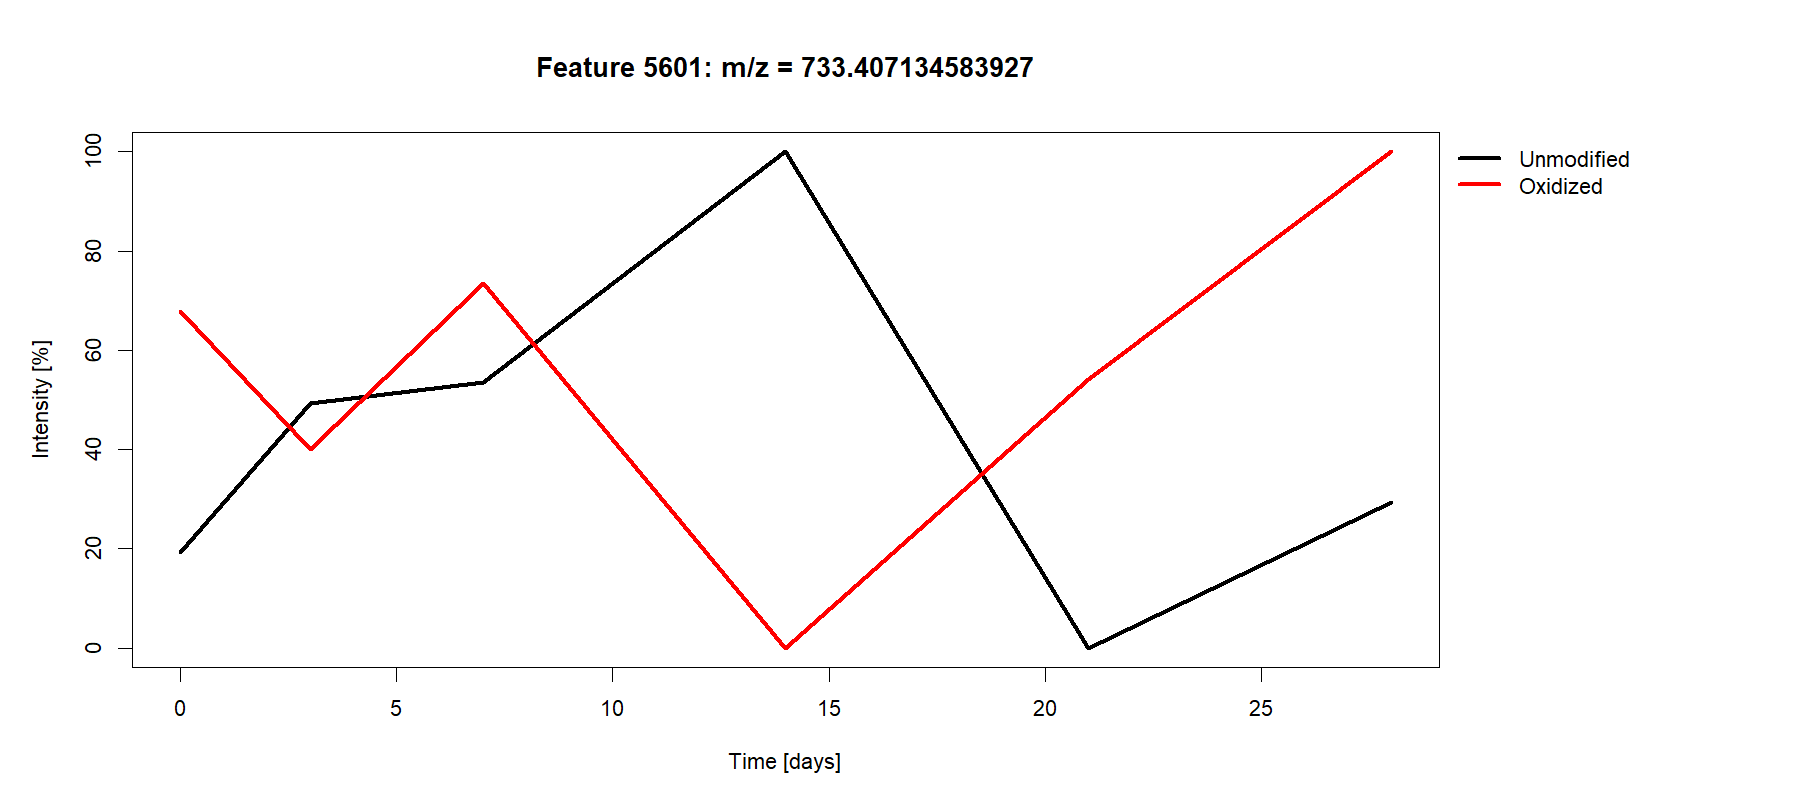 Feature 5601: m/z = 733.407134583927
Unmodified
Oxidized
Intensity [%]
100
80
60
40
20
0
0 5 10 15 20 25
Time [days]